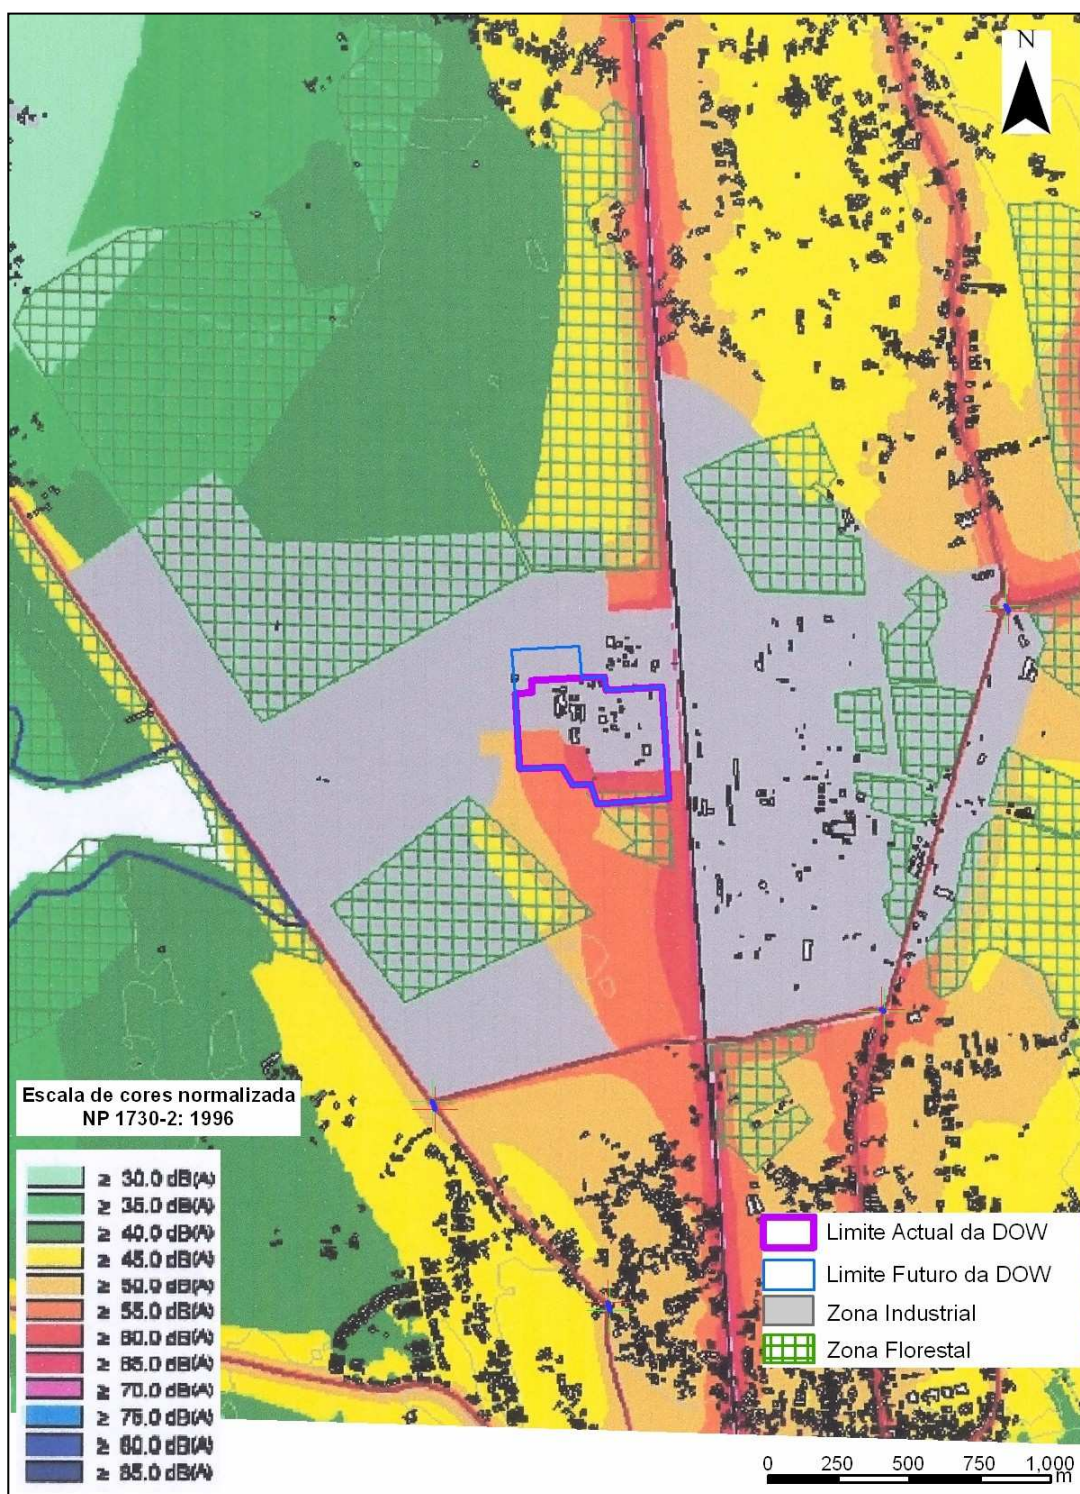 N
Escala de cores normalizada
NP 1730-2: 1996
≥ 30.0 dB(A)
≥ 35.0 dB(A)
≥ 40.0 dB(A)
≥ 45.0 dB(A)
≥ 50.0 dB(A)
≥ 55.0 dB(A)
≥ 60.0 dB(A)
≥ 65.0 dB(A)
≥ 70.0 dB(A)
≥ 75.0 dB(A)
≥ 80.0 dB(A)
≥ 85.0 dB(A)
Limite Actual da DOW
Limite Futuro da DOW
Zona Industrial
Zona Florestal
0 250 500 750 1,000
m